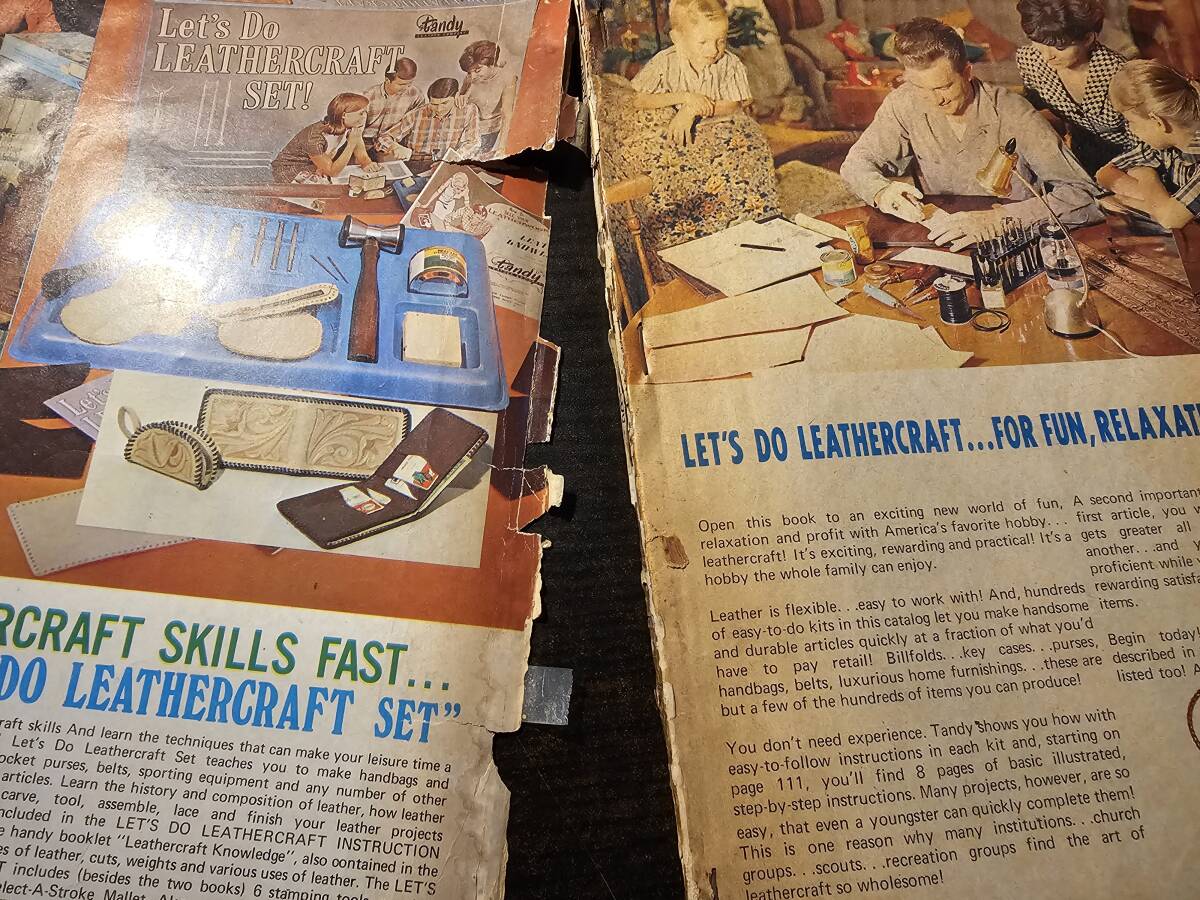 Let's Do
LEATHERCRAFT
SET!
Tandy
LEATHER COMPANY
Tandy
Let's
RCRAFT SKILLS FAST...
DO LEATHERCRAFT SET”
raft skills And learn the techniques that can make your leisure time a
Let's Do Leathercraft Set teaches you to make handbags and
ocket purses, belts, sporting equipment and any number of other
articles. Learn the history and composition of leather, how leather
carve, tool, assemble, lace and finish your leather projects
ncluded in the LET'S DO LEATHERCRAFT INSTRUCTION
e handy booklet "Leathercraft Knowledge", also contained in the
es of leather, cuts, weights and various uses of leather. The LET'S
T includes (besides the two books) 6 stamping tools
elect-A-Stroke Mallet
LET'S DO LEATHERCRAFT...FOR FUN, RELAXAT
Open this book to an exciting new world of fun,
relaxation and profit with America's favorite hobby...
leathercraft! It's exciting, rewarding and practical! It's a
hobby the whole family can enjoy.
Leather is flexible. . .easy to work with! And, hundreds
of easy-to-do kits in this catalog let you make handsome
and durable articles quickly at a fraction of what you'd
have to pay retail! Billfolds. . .key cases. . .purses,
handbags, belts, luxurious home furnishings. . .these are
but a few of the hundreds of items you can produce!
You don't need experience. Tandy shows you how with
easy-to-follow instructions in each kit and, starting on
page 111, you'll find 8 pages of basic illustrated,
step-by-step instructions. Many projects, however, are so
easy, that even a youngster can quickly complete them!
This is one reason why many institutions. . .church
groups. . .scouts. . .recreation groups find the art of
leathercraft so wholesome!
A second important
first article, you w
gets greater all
another. . .and y
proficient while
rewarding satisfa
items.
Begin today!
described in
listed too!